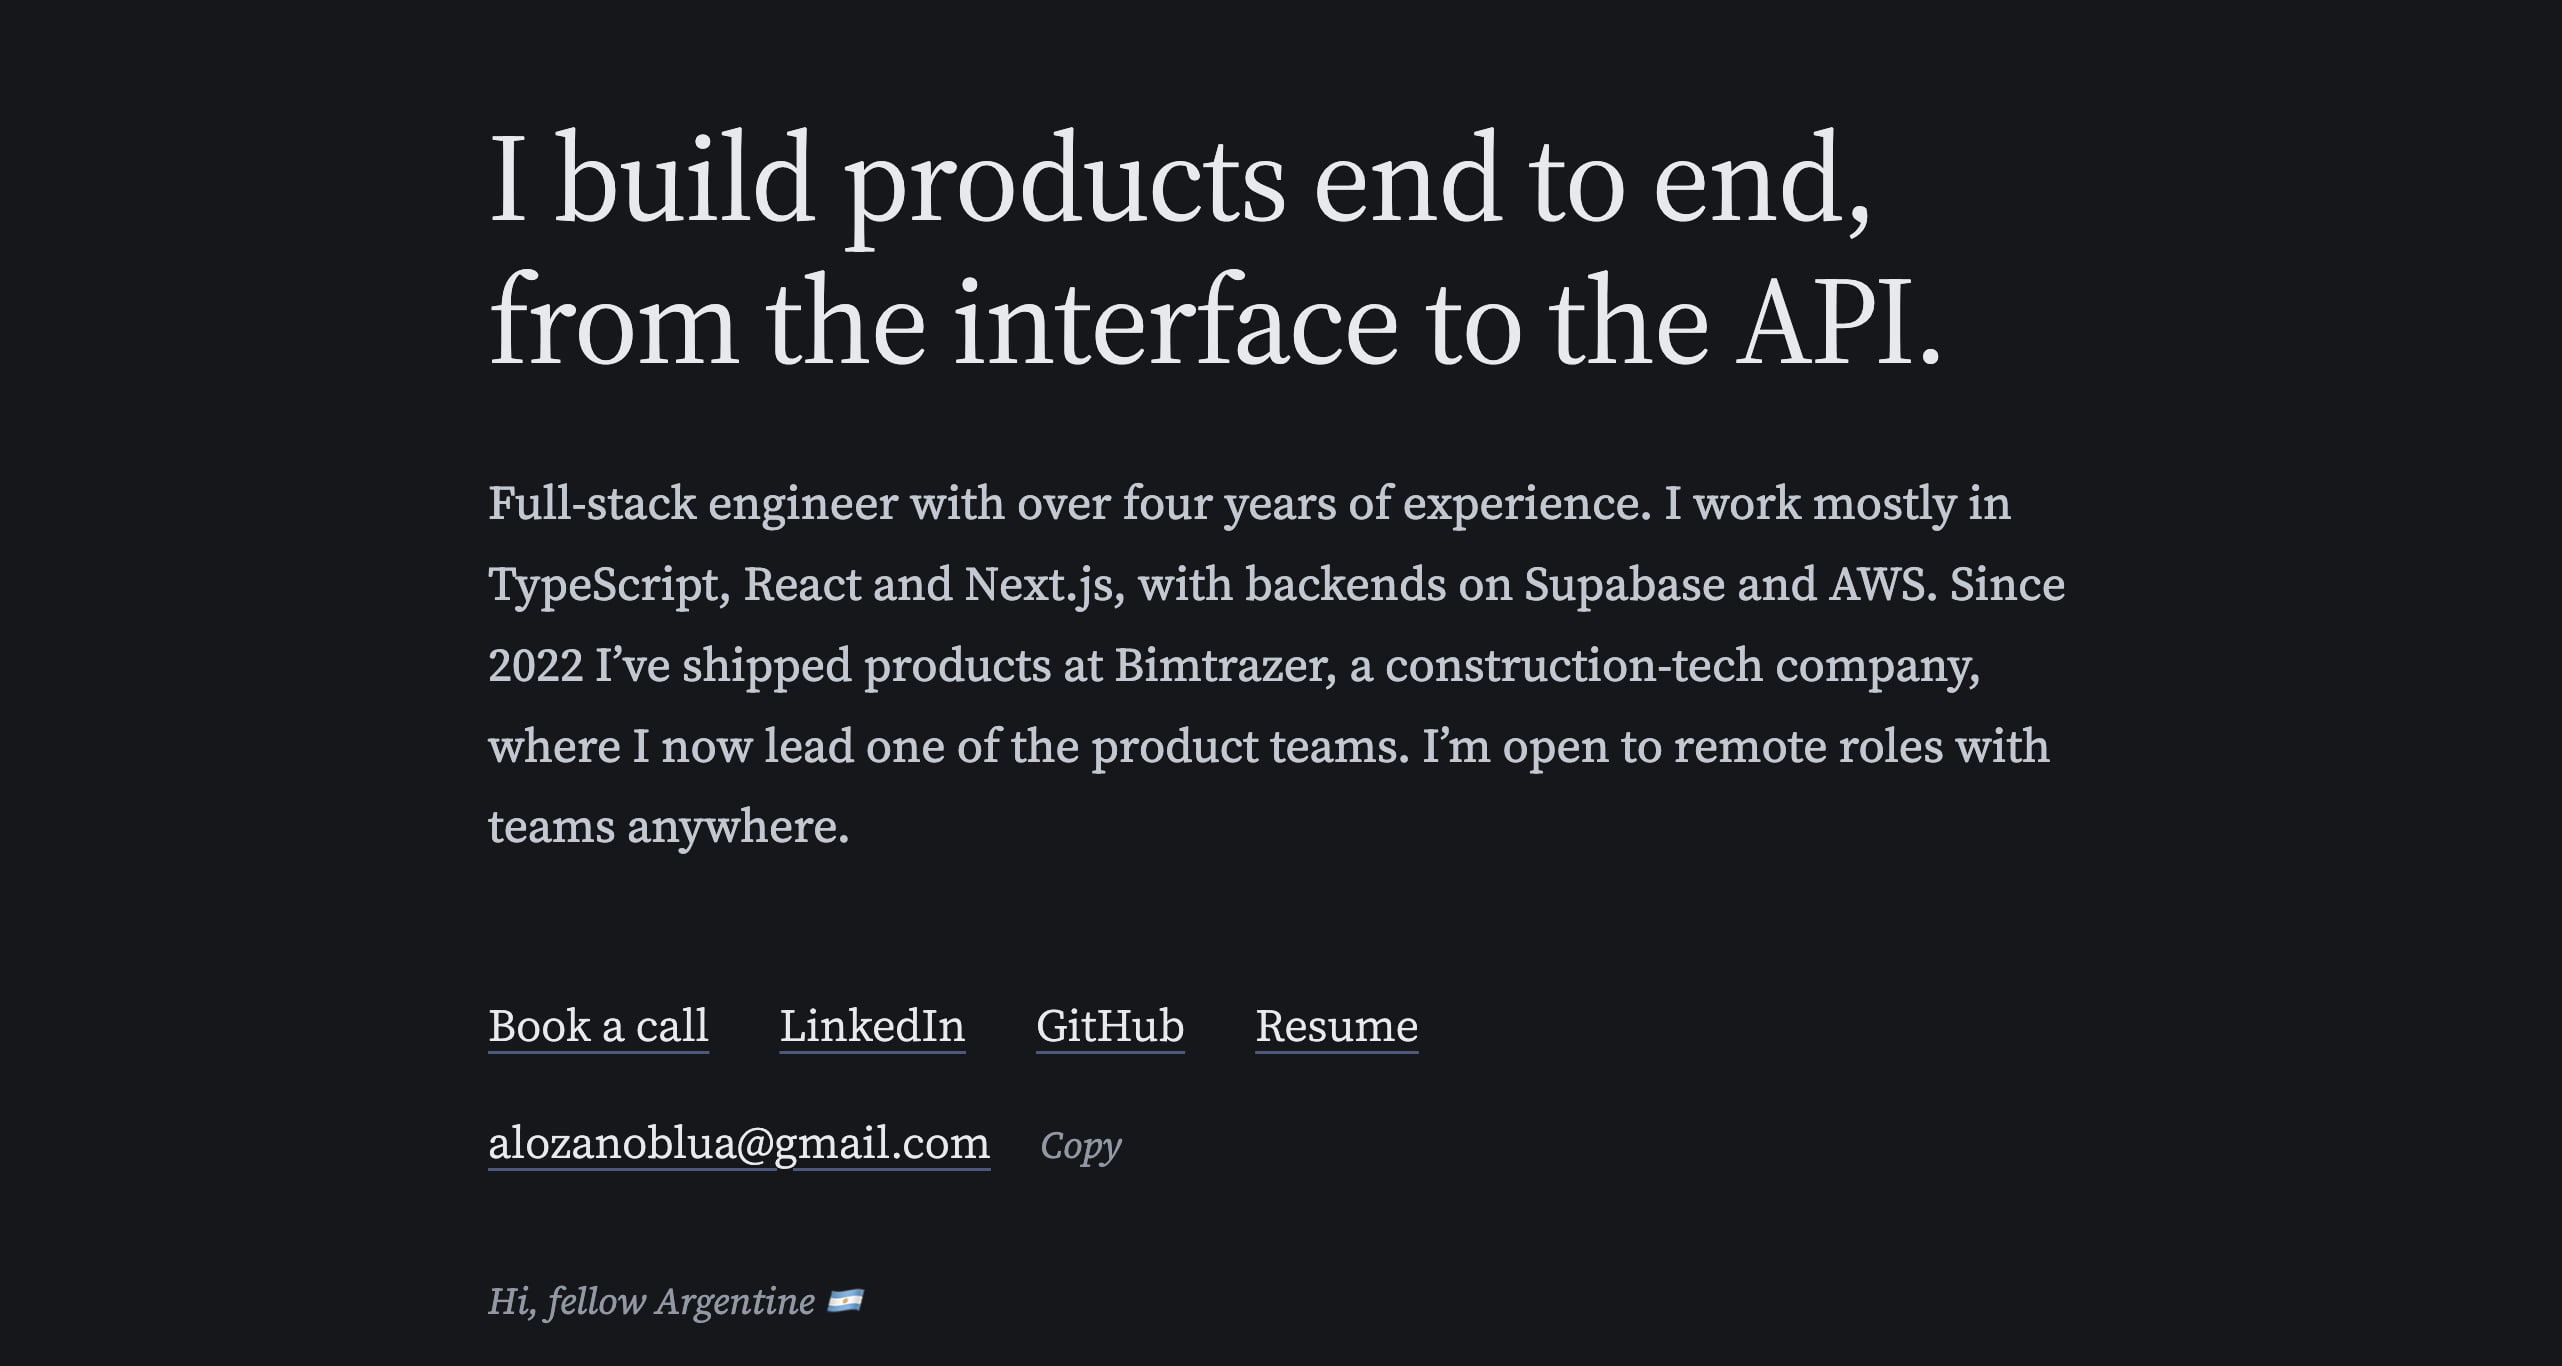 I build products end to end,
from the interface to the API.
Full-stack engineer with over four years of experience. I work mostly in
TypeScript, React and Next.js, with backends on Supabase and AWS. Since
2022 I’ve shipped products at Bimtrazer, a construction-tech company,
where I now lead one of the product teams. I’m open to remote roles with
teams anywhere.
Book a call LinkedIn GitHub Resume
alozanoblua@gmail.com Copy
Hi, fellow Argentine 🇦🇷